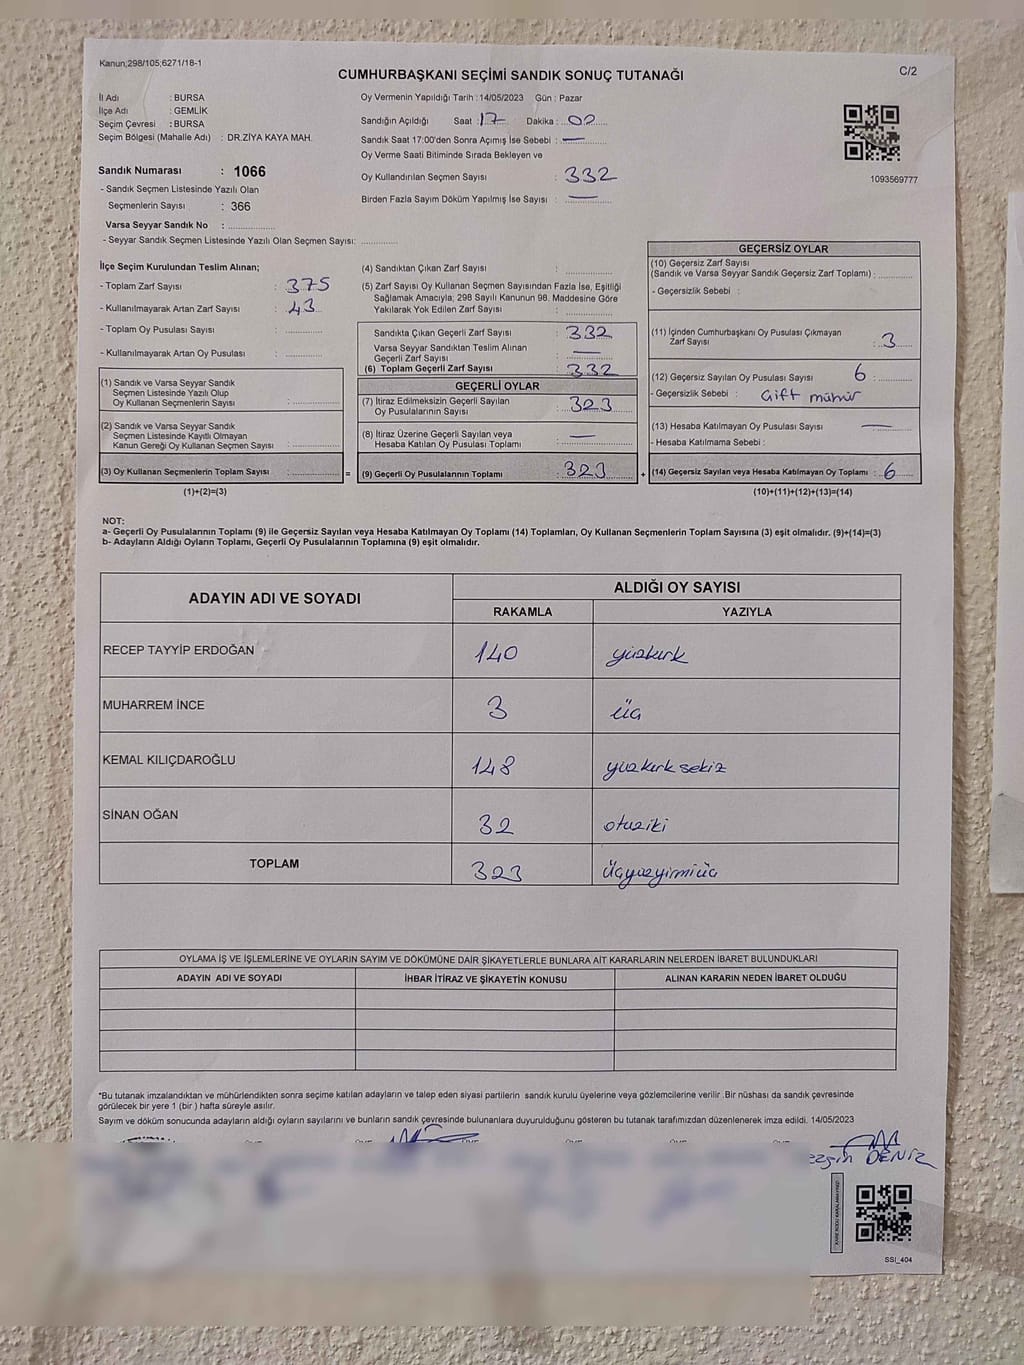 Kanun;298/105;6271/18-1
CUMHURBAŞKANI SEÇİMİ SANDIK SONUÇ TUTANAĞI
C/2
İl Adı : BURSA
İlçe Adı : GEMLİK
Seçim Çevresi : BURSA
Seçim Bölgesi (Mahalle Adı) : DR.ZİYA KAYA MAH.
Sandık Numarası : 1066
- Sandık Seçmen Listesinde Yazılı Olan
Seçmenlerin Sayısı : 366
Varsa Seyyar Sandık No : ................
- Seyyar Sandık Seçmen Listesinde Yazılı Olan Seçmen Sayısı: .............
Oy Vermenin Yapıldığı Tarih : 14/05/2023 Gün : Pazar
Sandığın Açıldığı Saat : 17 Dakika : 00
Sandık Saat 17:00'den Sonra Açımış İse Sebebi : —
Oy Verme Saati Bitiminde Sırada Bekleyen ve
Oy Kullandırılan Seçmen Sayısı : 332
Birden Fazla Sayım Döküm Yapılmış İse Sayısı : —
1093569777
İlçe Seçim Kurulundan Teslim Alınan;
- Toplam Zarf Sayısı : 375
- Kullanılmayarak Artan Zarf Sayısı : 43
- Toplam Oy Pusulası Sayısı : .............
- Kullanılmayarak Artan Oy Pusulası : .............
(1) Sandık ve Varsa Seyyar Sandık
Seçmen Listesinde Yazılı Olup
Oy Kullanan Seçmenlerin Sayısı : .............
(2) Sandık ve Varsa Seyyar Sandık
Seçmen Listesinde Kayıtlı Olmayan
Kanun Gereği Oy Kullanan Seçmen Sayısı : .............
(3) Oy Kullanan Seçmenlerin Toplam Sayısı : ............. =
(1)+(2)=(3)
(4) Sandıktan Çıkan Zarf Sayısı : .............
(5) Zarf Sayısı Oy Kullanan Seçmen Sayısından Fazla İse, Eşitliği
Sağlamak Amacıyla; 298 Sayılı Kanunun 98. Maddesine Göre
Yakılarak Yok Edilen Zarf Sayısı : .............
Sandıkta Çıkan Geçerli Zarf Sayısı : 332
Varsa Seyyar Sandıktan Teslim Alınan
Geçerli Zarf Sayısı : —
(6) Toplam Geçerli Zarf Sayısı : 332
GEÇERLİ OYLAR
(7) İtiraz Edilmeksizin Geçerli Sayılan
Oy Pusulalarının Sayısı : 323
(8) İtiraz Üzerine Geçerli Sayılan veya
Hesaba Katılan Oy Pusulası Toplamı : —
(9) Geçerli Oy Pusulalarının Toplamı : 323 +
GEÇERSİZ OYLAR
(10) Geçersiz Zarf Sayısı
(Sandık ve Varsa Seyyar Sandık Geçersiz Zarf Toplamı) : .............
- Geçersizlik Sebebi :
(11) İçinden Cumhurbaşkanı Oy Pusulası Çıkmayan
Zarf Sayısı : 3
(12) Geçersiz Sayılan Oy Pusulası Sayısı 6 : .............
- Geçersizlik Sebebi : Çift mühür
(13) Hesaba Katılmayan Oy Pusulası Sayısı —
- Hesaba Katılmama Sebebi :
(14) Geçersiz Sayılan veya Hesaba Katılmayan Oy Toplamı : 6
(10)+(11)+(12)+(13)=(14)
NOT:
a- Geçerli Oy Pusulalarının Toplamı (9) ile Geçersiz Sayılan veya Hesaba Katılmayan Oy Toplamı (14) Toplamları, Oy Kullanan Seçmenlerin Toplam Sayısına (3) eşit olmalıdır. (9)+(14)=(3)
b- Adayların Aldığı Oyların Toplamı, Geçerli Oy Pusulalarının Toplamına (9) eşit olmalıdır.
ADAYIN ADI VE SOYADI
ALDIĞI OY SAYISI
RAKAMLA YAZIYLA
RECEP TAYYİP ERDOĞAN 140 yüzkırk
MUHARREM İNCE 3 üç
KEMAL KILIÇDAROĞLU 148 yüzkırk sekiz
SİNAN OĞAN 32 otuziki
TOPLAM 323 üçyüzyirmiüç
OYLAMA İŞ VE İŞLEMLERİNE VE OYLARIN SAYIM VE DÖKÜMÜNE DAİR ŞİKAYETLERLE BUNLARA AİT KARARLARIN NELERDEN İBARET BULUNDUKLARI
ADAYIN ADI VE SOYADI İHBAR İTİRAZ VE ŞİKAYETİN KONUSU ALINAN KARARIN NEDEN İBARET OLDUĞU
*Bu tutanak imzalandıktan ve mühürlendikten sonra seçime katılan adayların ve talep eden siyasi partilerin sandık kurulu üyelerine veya gözlemcilerine verilir. Bir nüshası da sandık çevresinde
görülecek bir yere 1 (bir ) hafta süreyle asılır.
Sayım ve döküm sonucunda adayların aldığı oyların sayılarını ve bunların sandık çevresinde bulunanlara duyurulduğunu gösteren bu tutanak tarafımızdan düzenlenerek imza edildi. 14/05/2023
DENİZ
KARE KODU KARALAMAYINIZ!
SSI_404